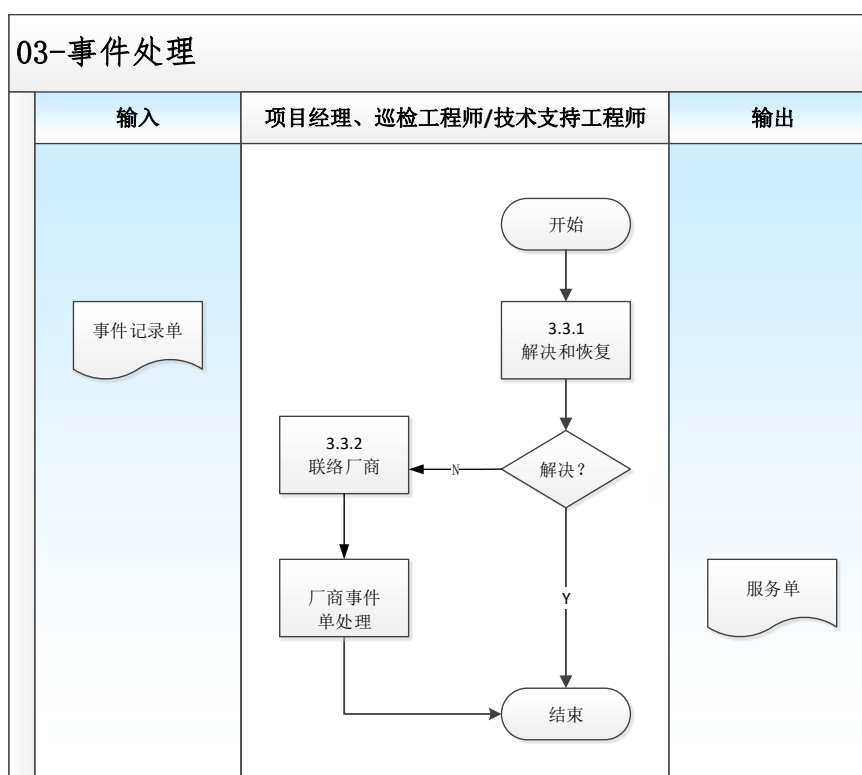 03-事件处理
输入
项目经理、巡检工程师/技术支持工程师
输出
开始
事件记录单
3.3.1
解决和恢复
3.3.2
联络厂商
N
解决？
厂商事件
单处理
Y
服务单
结束